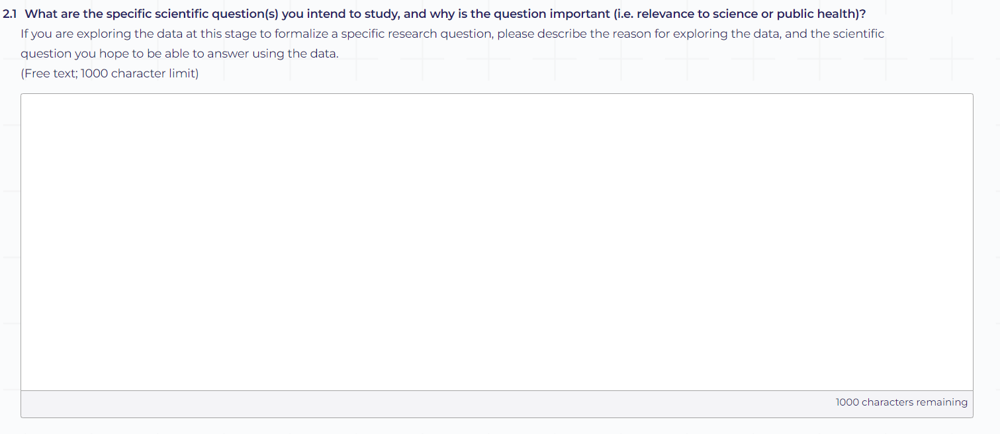 2.1 What are the specific scientific question(s) you intend to study, and why is the question important (i.e. relevance to science or public health)?
If you are exploring the data at this stage to formalize a specific research question, please describe the reason for exploring the data, and the scientific
question you hope to be able to answer using the data.
(Free text; 1000 character limit)
1000 characters remaining